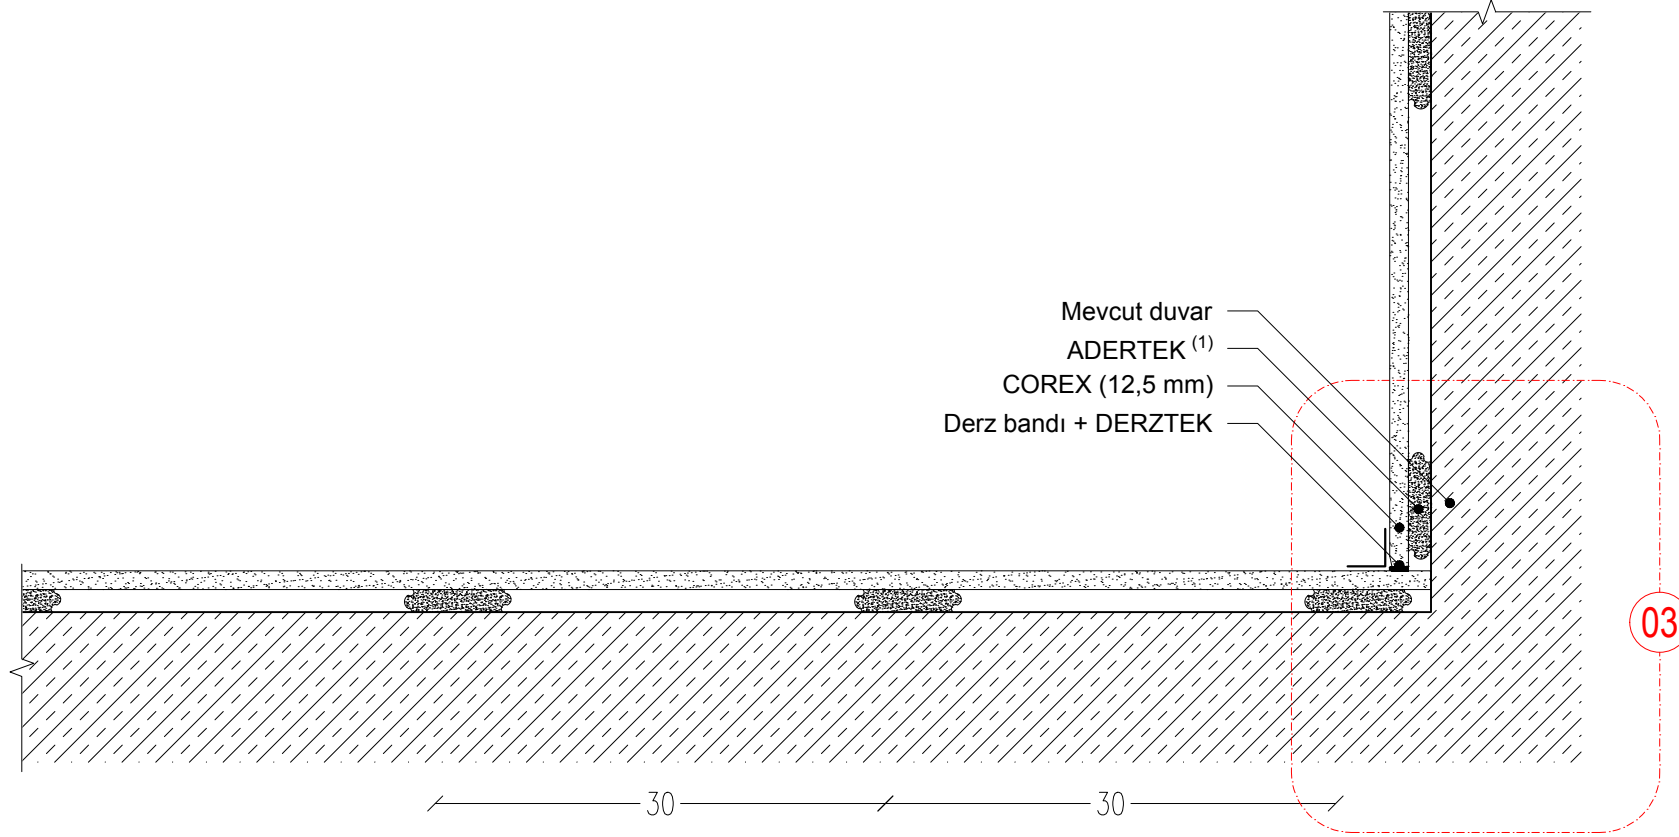 Mevcut duvar
ADERTEK (1)
COREX (12,5 mm)
Derz bandı + DERZTEK
03
30 30